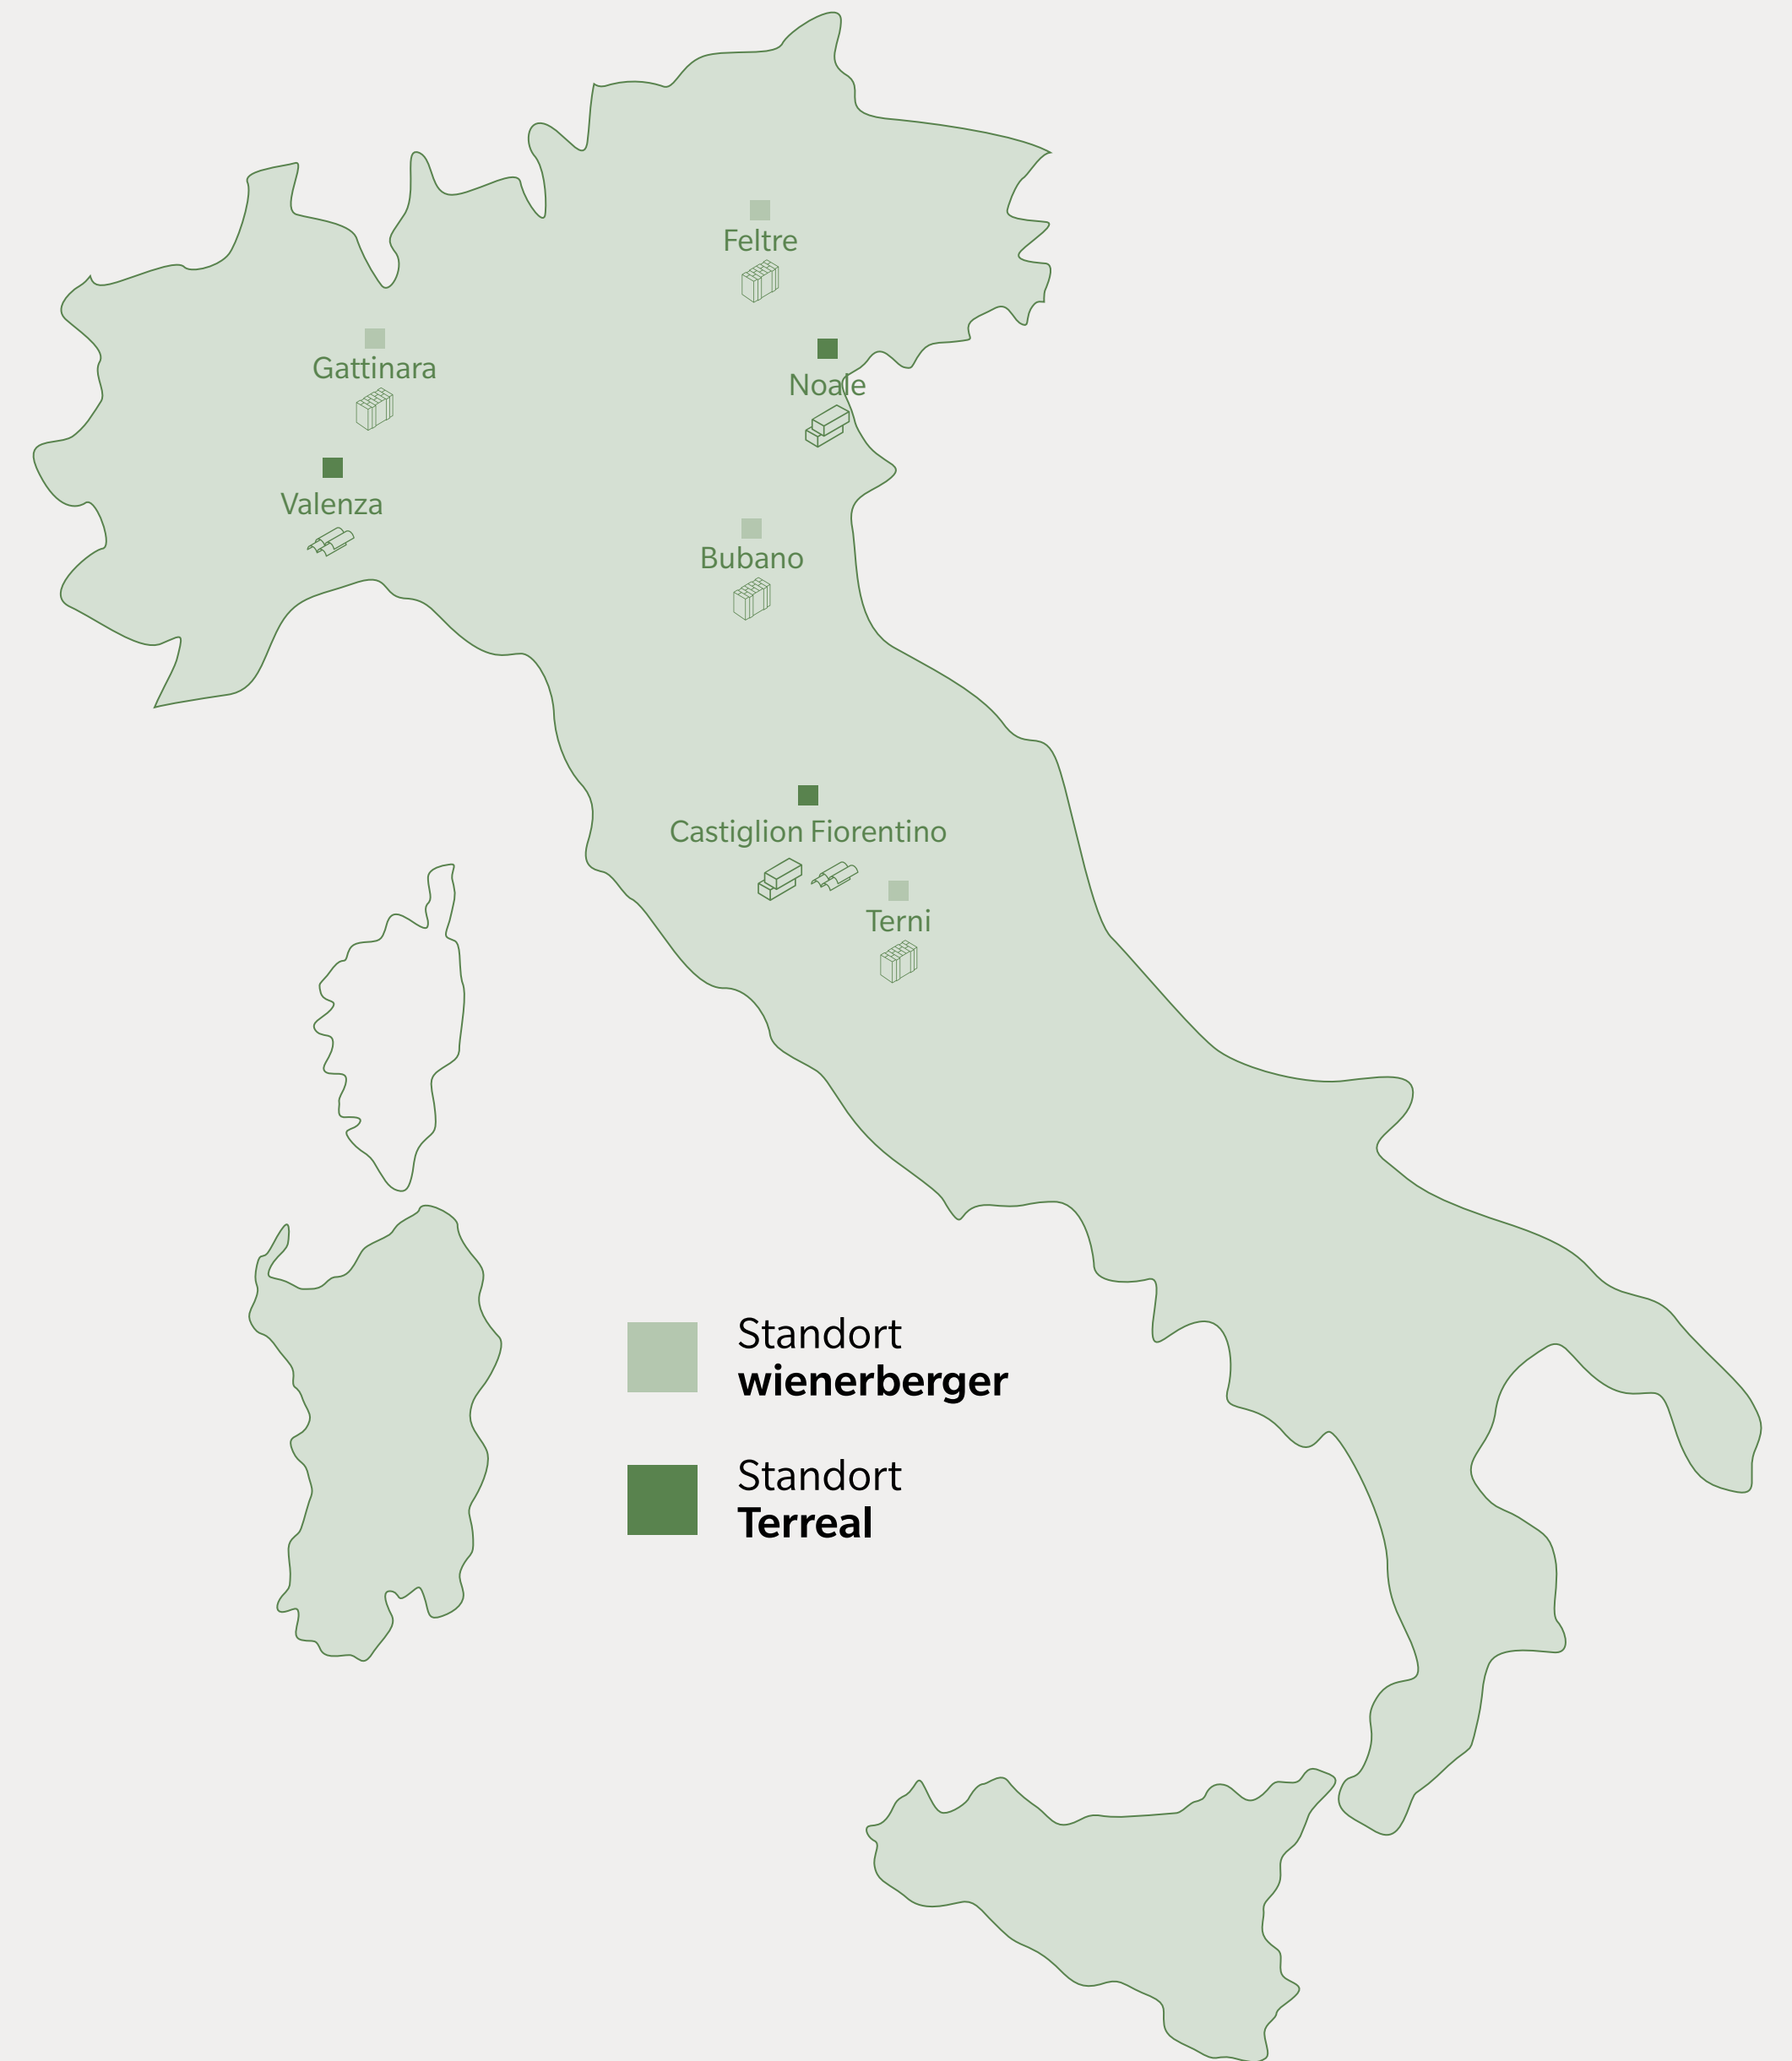 Feltre
Gattinara
Noale
Valenza
Bubano
Castiglion Fiorentino
Terni
Standort
wienerberger
Standort
Terreal